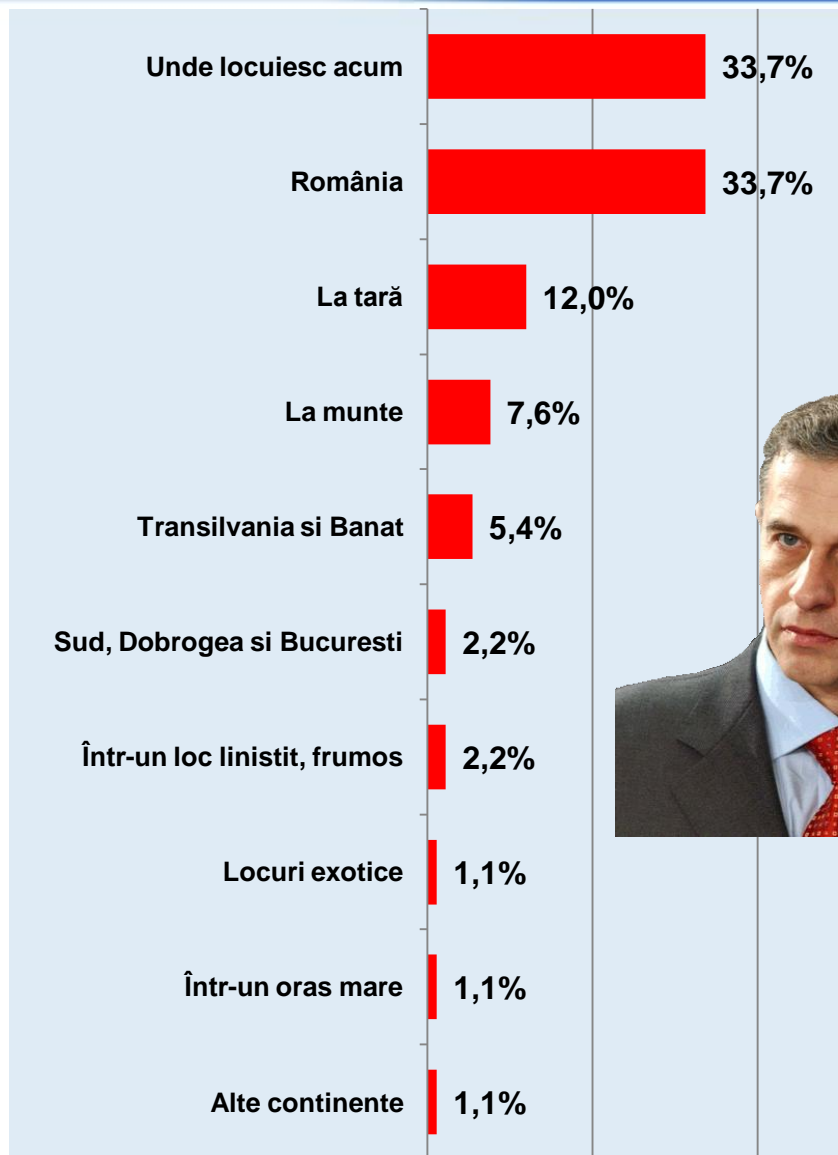 Unde locuiesc acum 33,7%
România 33,7%
La tară 12,0%
La munte 7,6%
Transilvania si Banat 5,4%
Sud, Dobrogea si Bucuresti 2,2%
Într-un loc linistit, frumos 2,2%
Locuri exotice 1,1%
Într-un oras mare 1,1%
Alte continente 1,1%